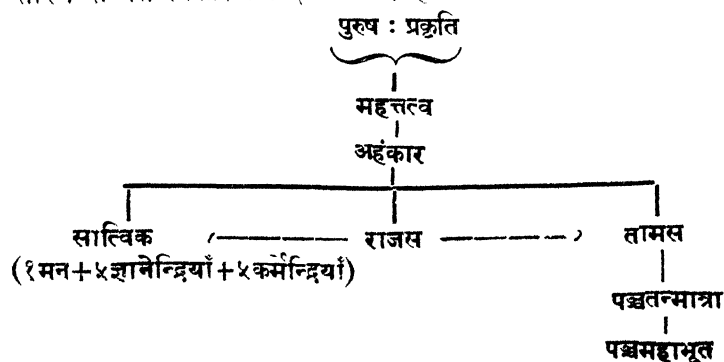 पुरुष : प्रकृति
महत्तत्व
अहंकार
सात्विक राजस तामस
(१मन+५ज्ञानेन्द्रियाँ+५कर्मेन्द्रियाँ)
पञ्चतन्मात्रा
पञ्चमहाभूत